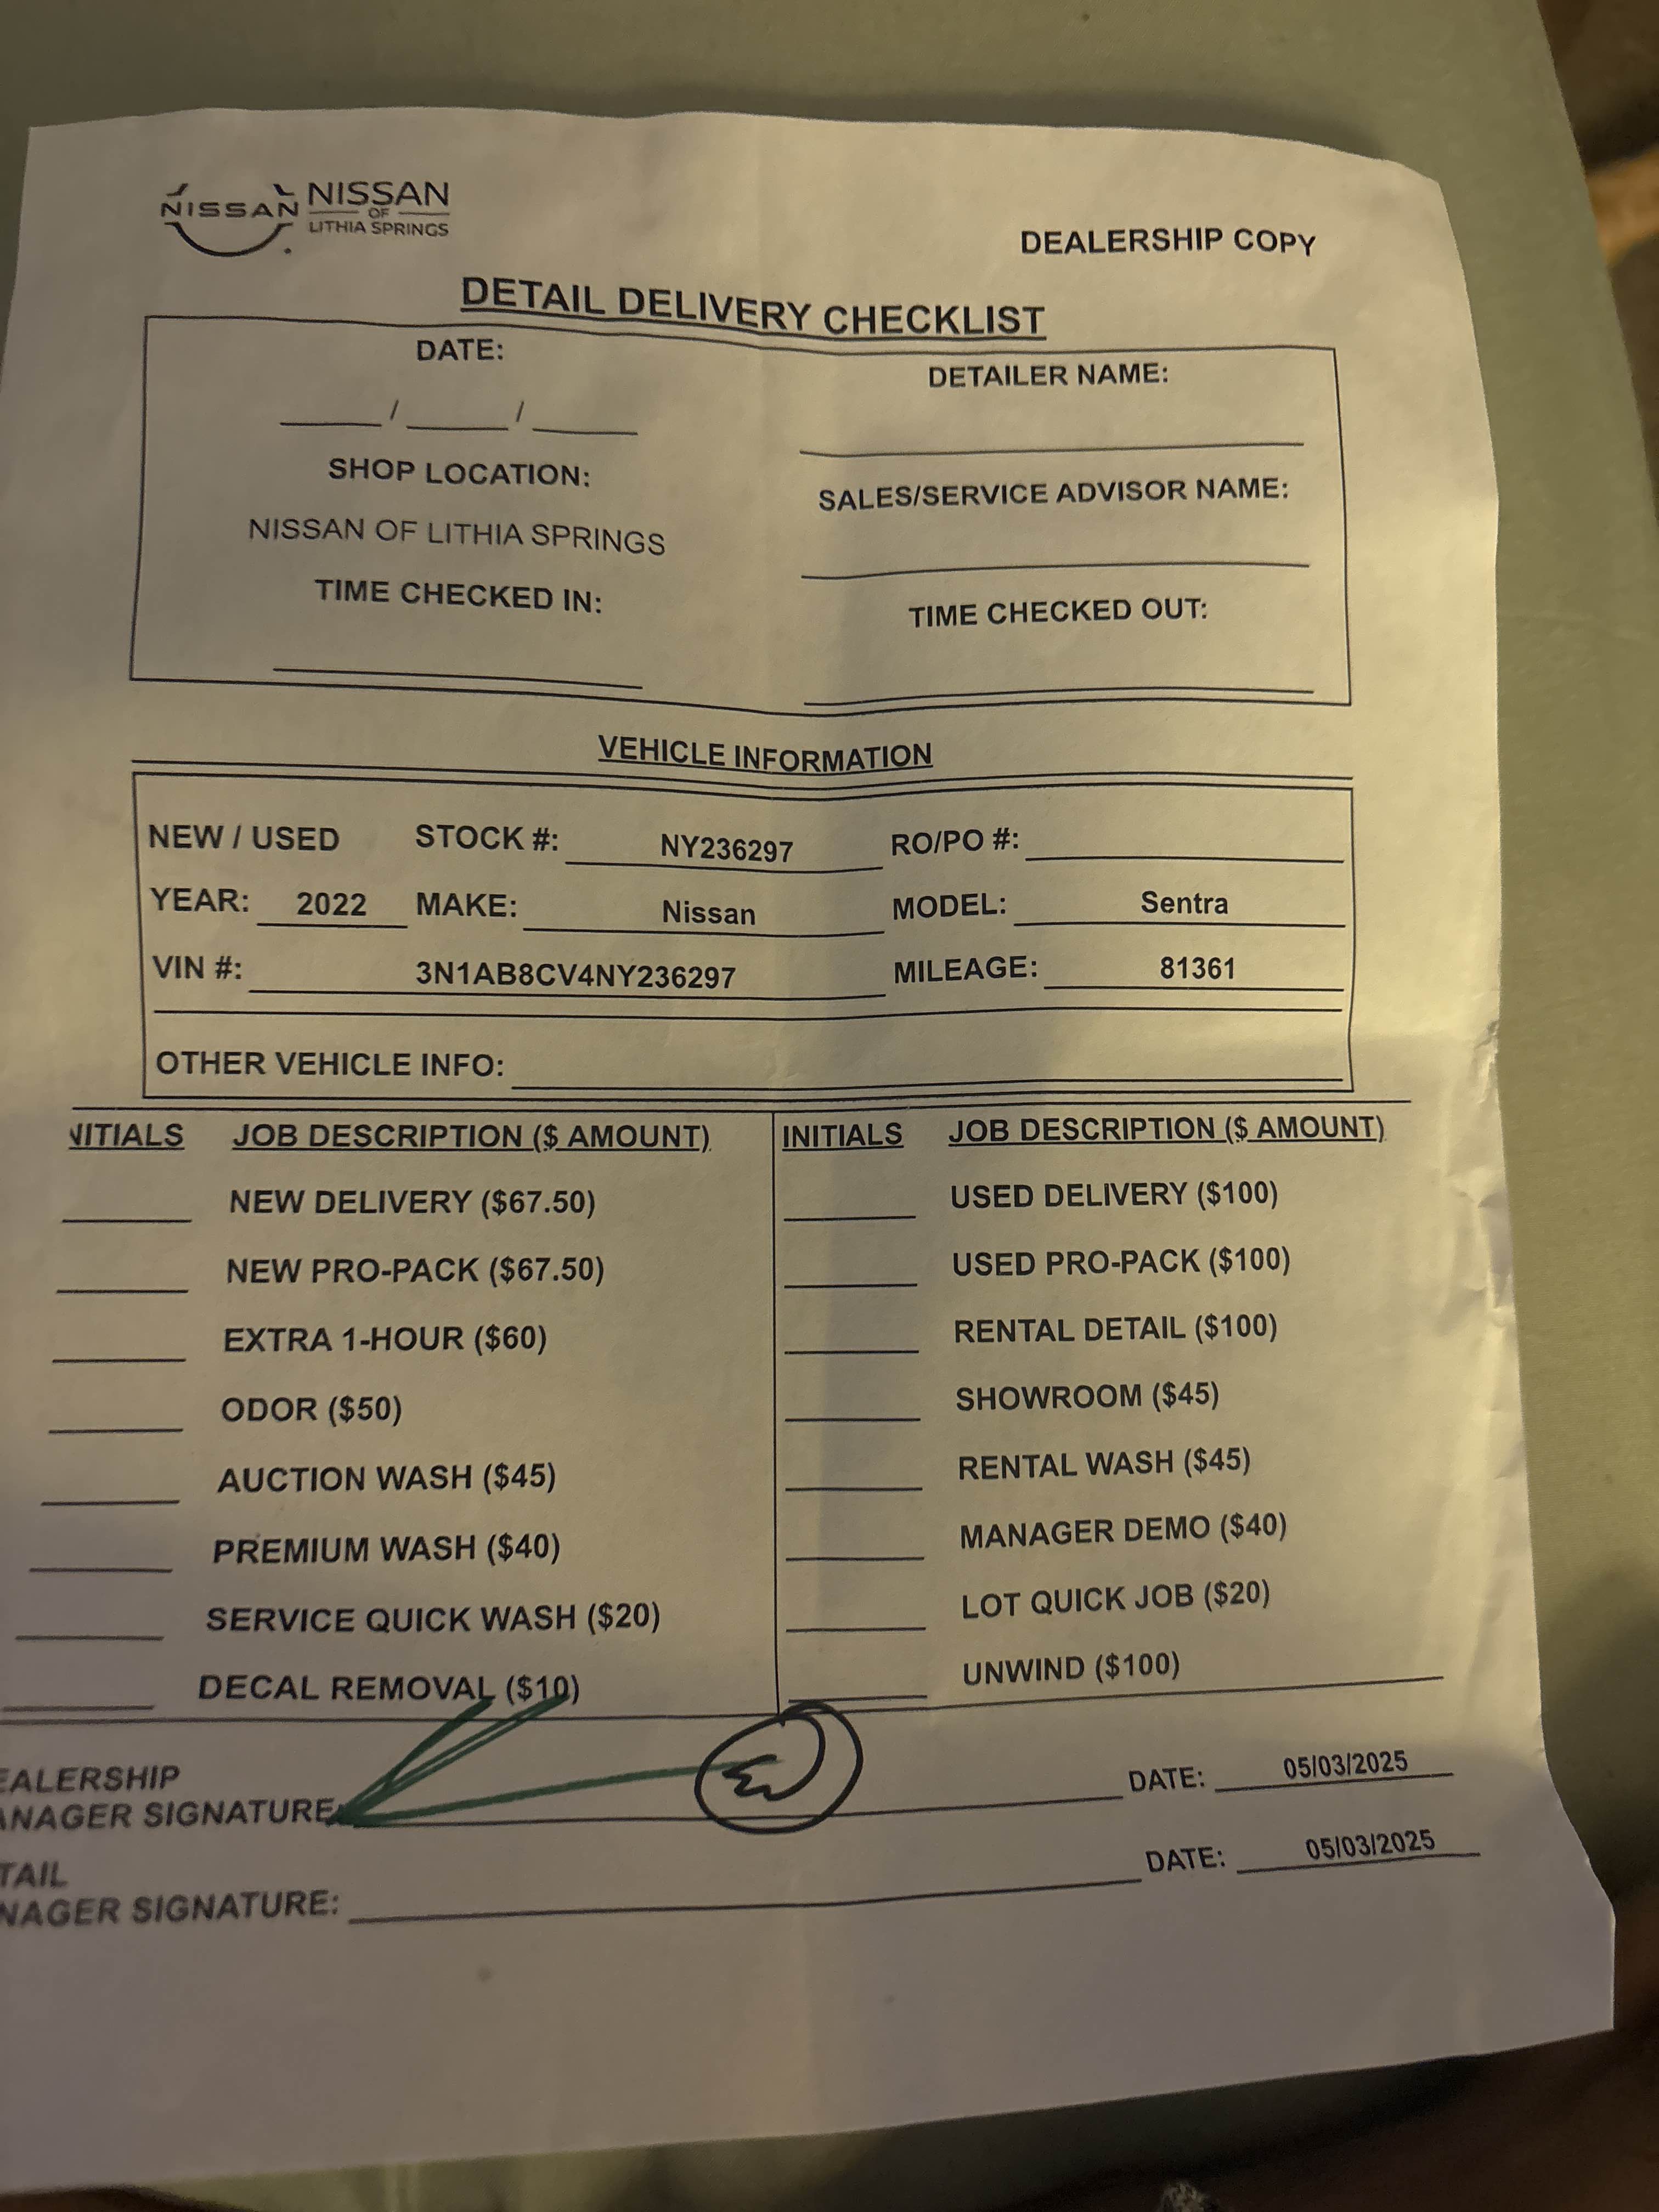 NISSAN NISSAN
OF
LITHIA SPRINGS
DEALERSHIP COPY
DETAIL DELIVERY CHECKLIST
DATE:
DETAILER NAME:
____/____/____
SHOP LOCATION:
SALES/SERVICE ADVISOR NAME:
NISSAN OF LITHIA SPRINGS
TIME CHECKED IN:
TIME CHECKED OUT:
VEHICLE INFORMATION
NEW / USED STOCK #: NY236297 RO/PO #:
YEAR: 2022 MAKE: Nissan MODEL: Sentra
VIN #: 3N1AB8CV4NY236297 MILEAGE: 81361
OTHER VEHICLE INFO:
NITIALS JOB DESCRIPTION ($ AMOUNT) INITIALS JOB DESCRIPTION ($ AMOUNT)
NEW DELIVERY ($67.50) USED DELIVERY ($100)
NEW PRO-PACK ($67.50) USED PRO-PACK ($100)
EXTRA 1-HOUR ($60) RENTAL DETAIL ($100)
ODOR ($50) SHOWROOM ($45)
AUCTION WASH ($45) RENTAL WASH ($45)
PREMIUM WASH ($40) MANAGER DEMO ($40)
SERVICE QUICK WASH ($20) LOT QUICK JOB ($20)
DECAL REMOVAL ($10) UNWIND ($100)
EALERSHIP
ANAGER SIGNATURE DATE: 05/03/2025
TAIL
NAGER SIGNATURE: DATE: 05/03/2025